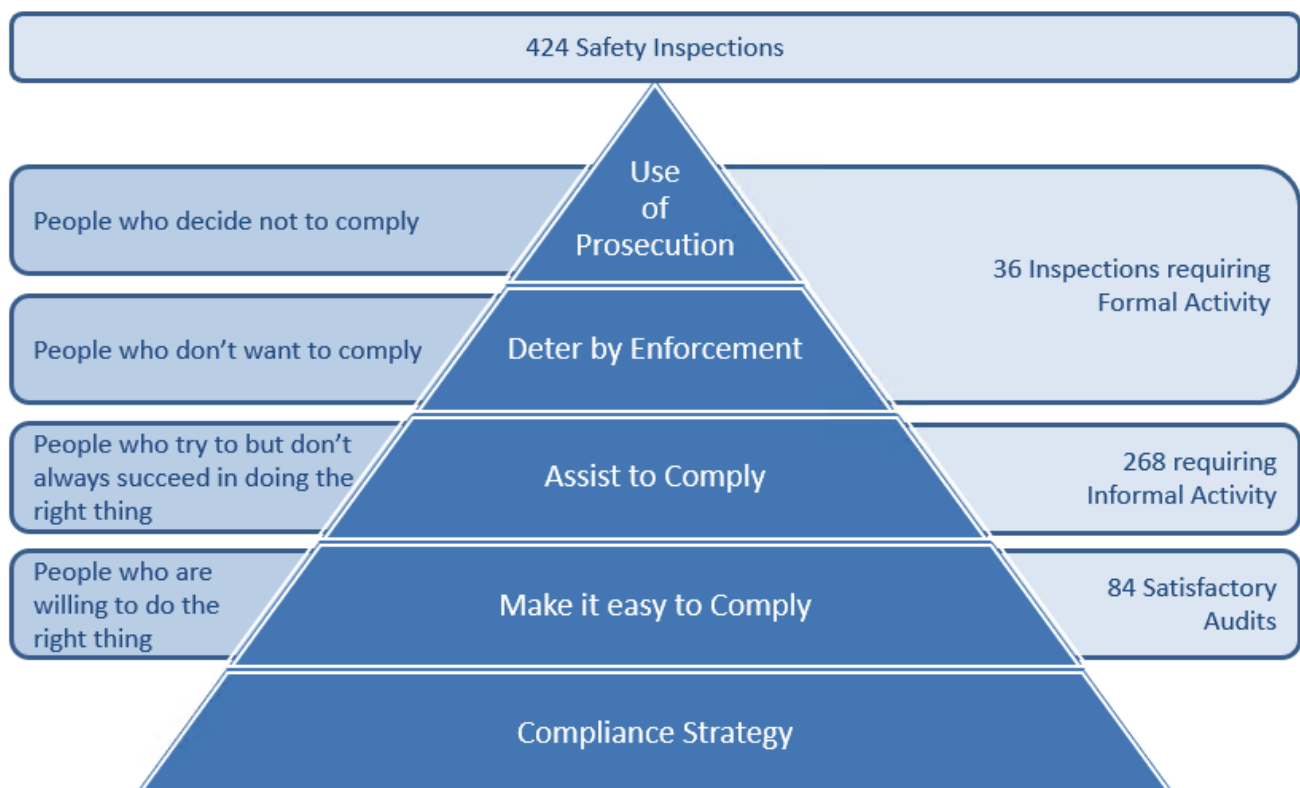 424 Safety Inspections
Use
of
Prosecution
People who decide not to comply
36 Inspections requiring
Formal Activity
People who don’t want to comply
Deter by Enforcement
People who try to but don’t
always succeed in doing the
right thing
Assist to Comply
268 requiring
Informal Activity
People who are
willing to do the
right thing
Make it easy to Comply
84 Satisfactory
Audits
Compliance Strategy